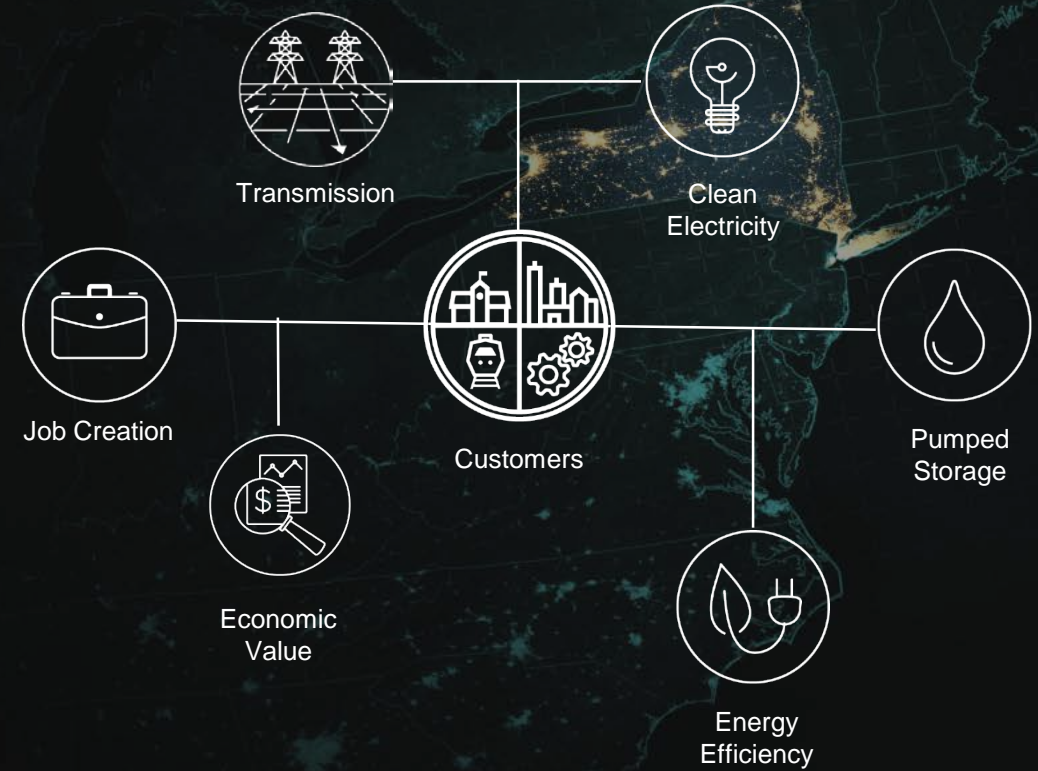 Transmission
Clean
Electricity
Job Creation
Customers
Pumped
Storage
$
Economic
Value
Energy
Efficiency